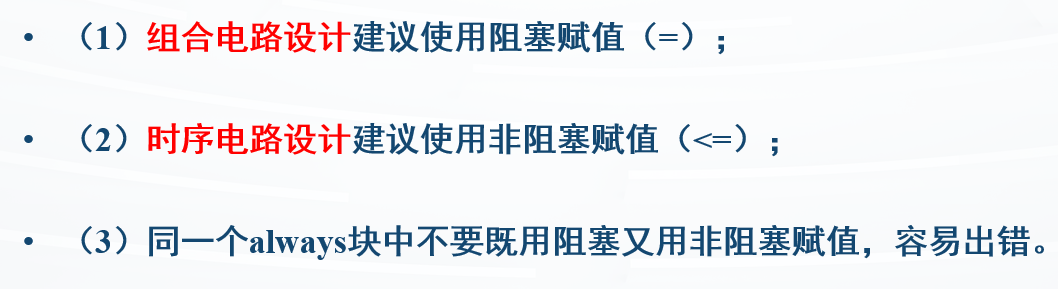 • （1）组合电路设计建议使用阻塞赋值（=）；
• （2）时序电路设计建议使用非阻塞赋值（<=）；
• （3）同一个always块中不要既用阻塞又用非阻塞赋值，容易出错。